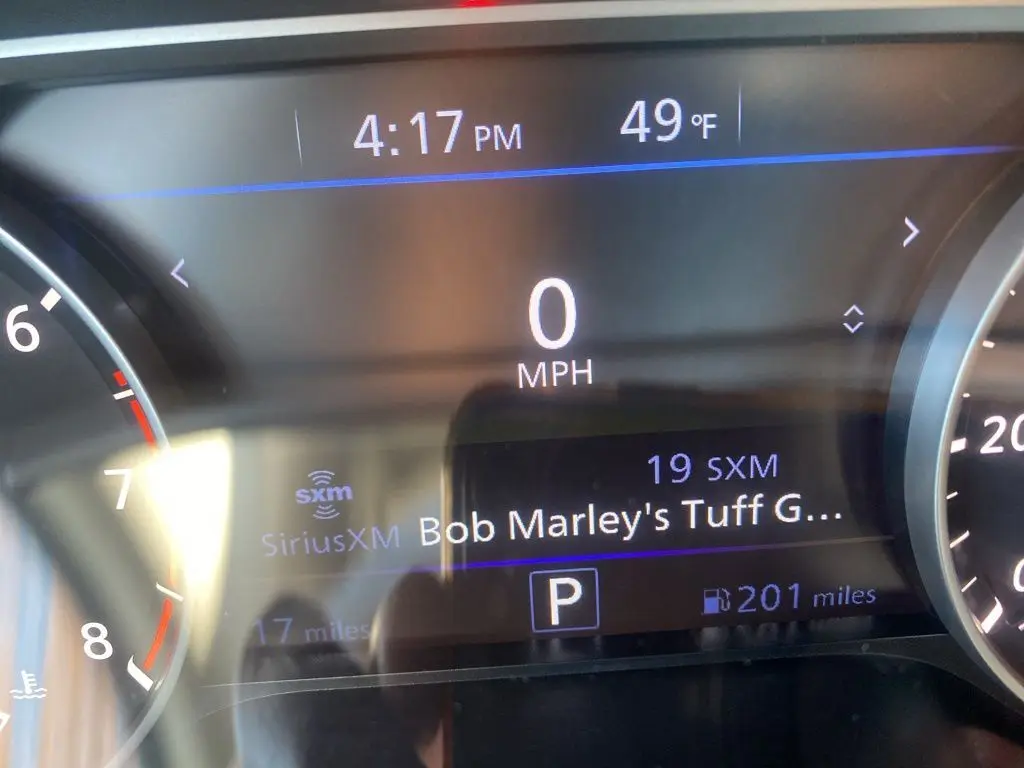 4:17 PM 49 °F
6
0
MPH
20
7
19 SXM
sxm
SiriusXM Bob Marley's Tuff G...
P
201 miles
17 miles
8
0